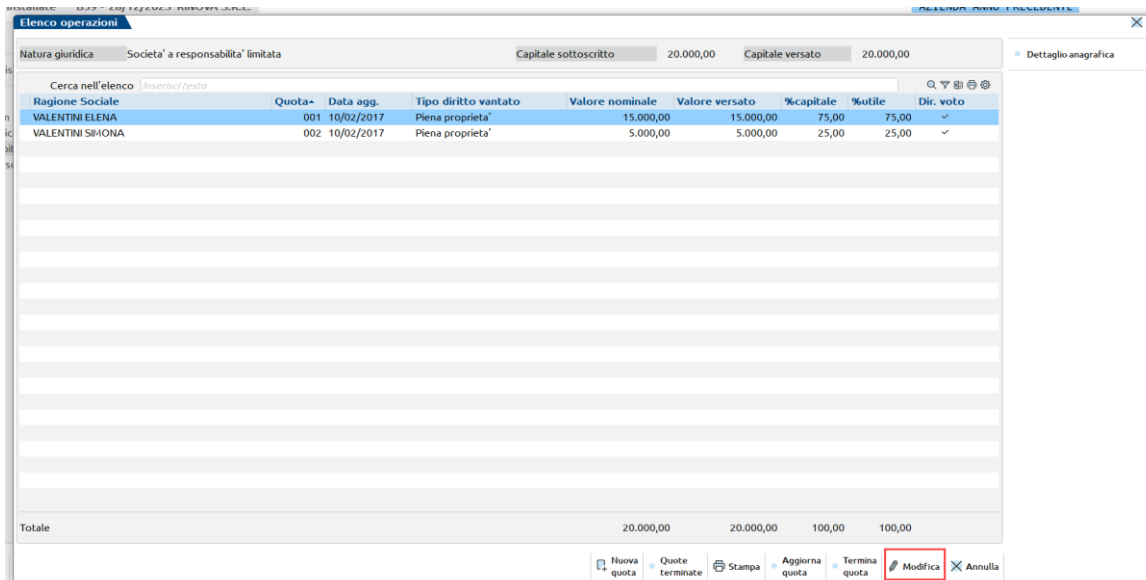 Elenco operazioni
Natura giuridica Societa' a responsabilita' limitata Capitale sottoscritto 20.000,00 Capitale versato 20.000,00
Dettaglio anagrafica
Cerca nell'elenco Inserisci testo
Ragione Sociale Quota Data agg. Tipo diritto vantato Valore nominale Valore versato %capitale %utile Dir. voto
VALENTINI ELENA 001 10/02/2017 Piena proprieta' 15.000,00 15.000,00 75,00 75,00
VALENTINI SIMONA 002 10/02/2017 Piena proprieta' 5.000,00 5.000,00 25,00 25,00
Totale 20.000,00 20.000,00 100,00 100,00
Nuova quota Quote terminate Stampa Aggiorna quota Termina quota Modifica Annulla